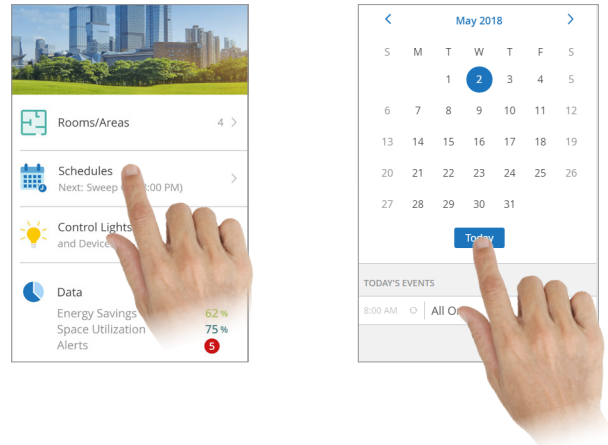 Rooms/Areas 4
Schedules
Next: Sweep :00 PM)
Control Lights
and Device
Data
Energy Savings 62 %
Space Utilization 75 %
Alerts 5
May 2018
S M T W T F S
1 2 3 4 5
6 7 8 9 10 11 12
13 14 15 16 17 18 19
20 21 22 23 24 25 26
27 28 29 30 31
Today
TODAY'S EVENTS
8:00 AM All O